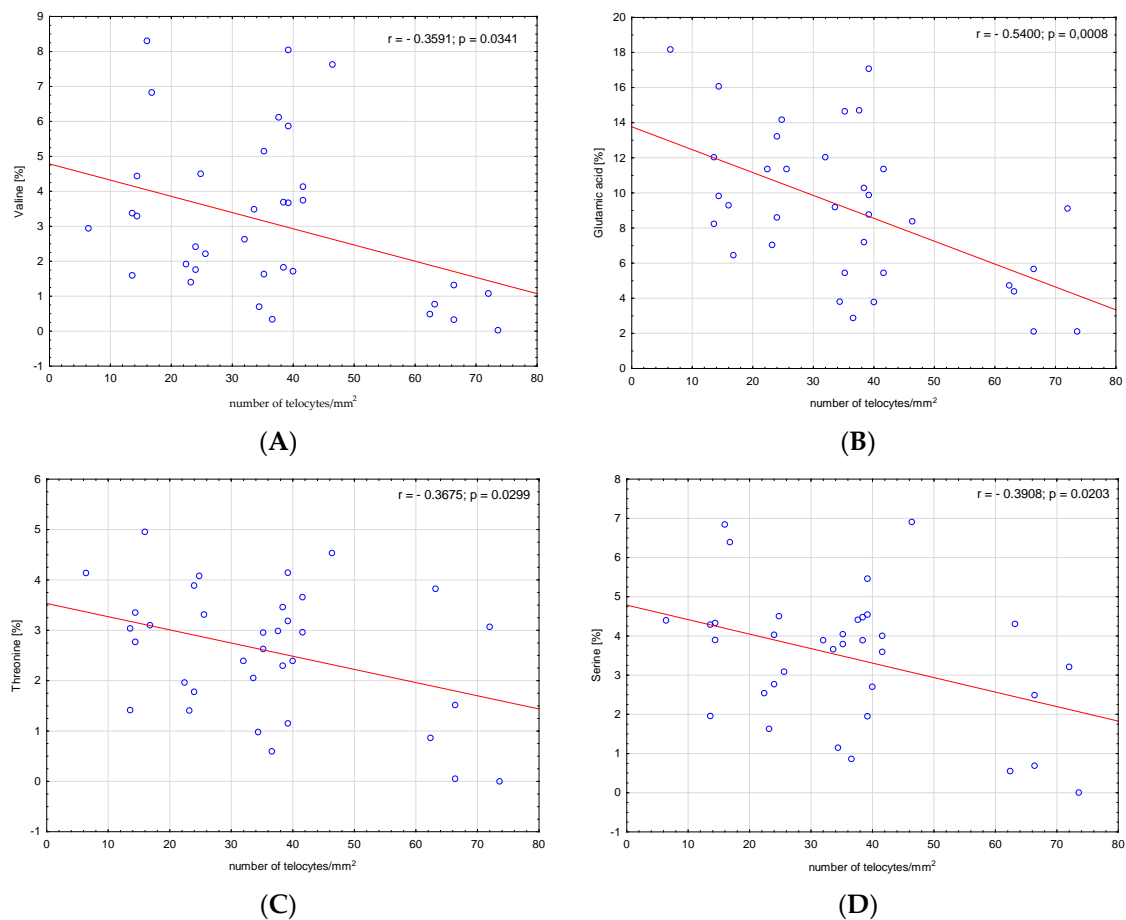 r = - 0.3591; p = 0.0341
9
8
7
6
5
4
3
2
1
0
-1
Valine [%]
0 10 20 30 40 50 60 70 80
number of telocytes/mm²
(A)
r = - 0.5400; p = 0,0008
20
18
16
14
12
10
8
6
4
2
0
Glutamic acid [%]
0 10 20 30 40 50 60 70 80
number of telocytes/mm²
(B)
r = - 0.3675; p = 0.0299
6
5
4
3
2
1
0
-1
Threonine [%]
0 10 20 30 40 50 60 70 80
number of telocytes/mm²
(C)
r = - 0.3908; p = 0.0203
8
7
6
5
4
3
2
1
0
-1
Serine [%]
0 10 20 30 40 50 60 70 80
number of telocytes/mm²
(D)